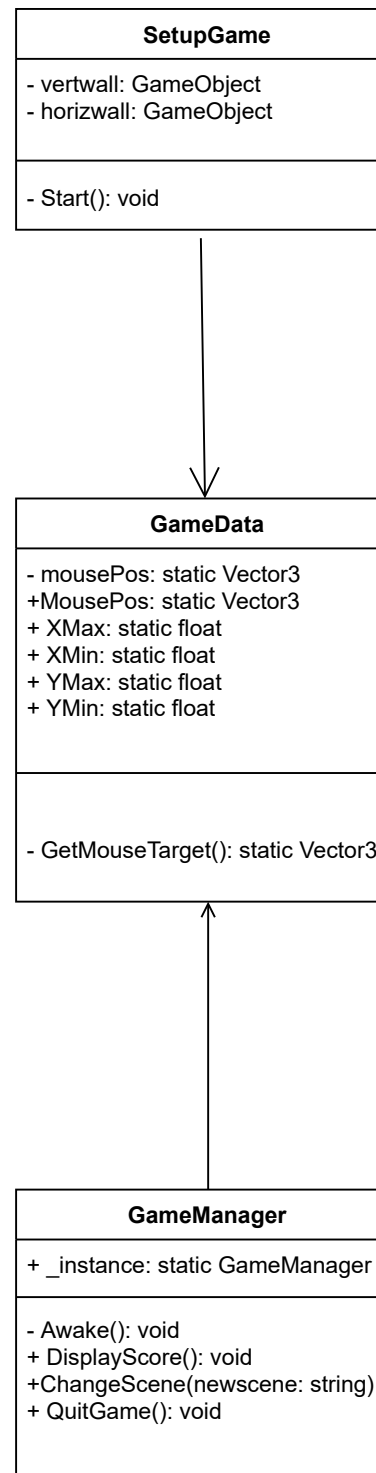 SetupGame
- vertwall: GameObject
- horizwall: GameObject
- Start(): void
GameData
- mousePos: static Vector3
+MousePos: static Vector3
+ XMax: static float
+ XMin: static float
+ YMax: static float
+ YMin: static float
- GetMouseTarget(): static Vector3
GameManager
+ _instance: static GameManager
- Awake(): void
+ DisplayScore(): void
+ChangeScene(newscene: string)
+ QuitGame(): void